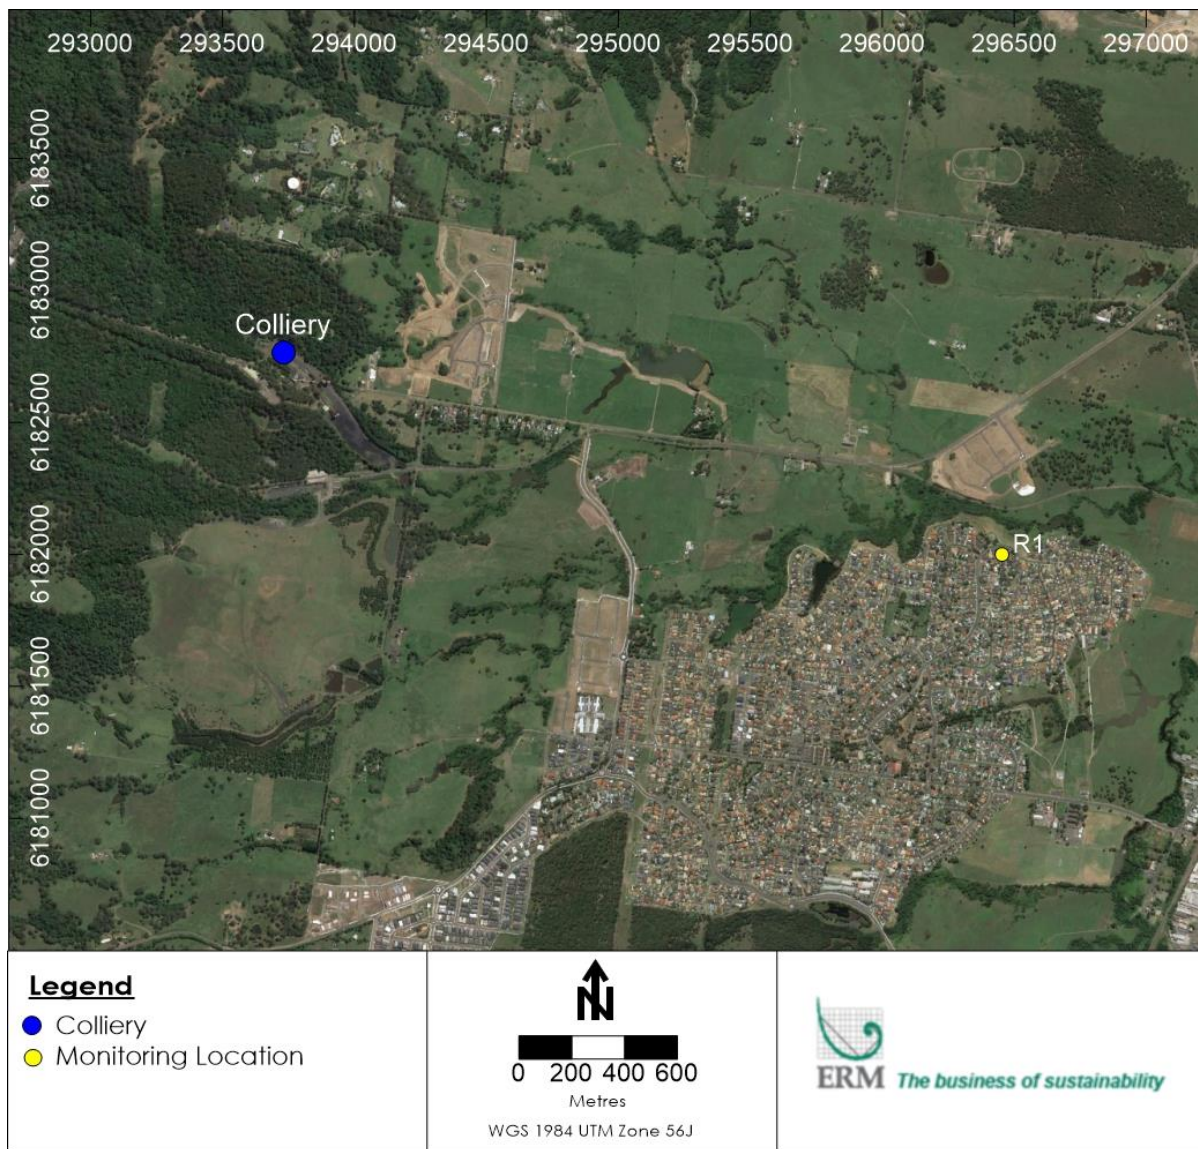 293000 293500 294000 294500 295000 295500 296000 296500 297000
6183500
6183000
Colliery
6182500
6182000
R1
6181500
6181000
Legend
Colliery
Monitoring Location
N
0 200 400 600
Metres
WGS 1984 UTM Zone 56J
ERM The business of sustainability